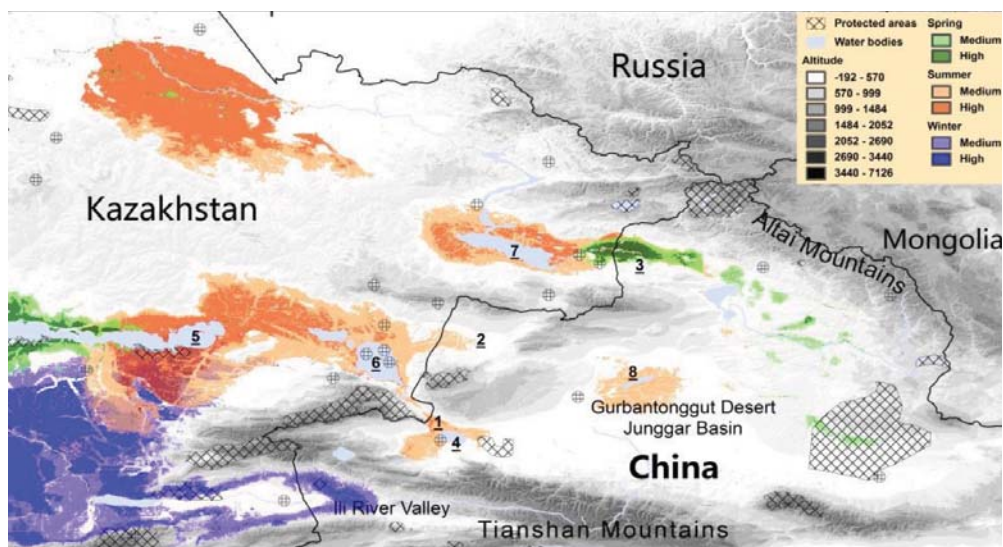 Protected areas
Water bodies
Altitude
-192 - 570
570 - 999
999 - 1484
1484 - 2052
2052 - 2690
2690 - 3440
3440 - 7126
Spring
Medium
High
Summer
Medium
High
Winter
Medium
High
Russia
Kazakhstan
Altai Mountains
Mongolia
7
3
5
2
6
8
Gurbantonggut Desert
Junggar Basin
1
4
China
Ili River Valley
Tianshan Mountains